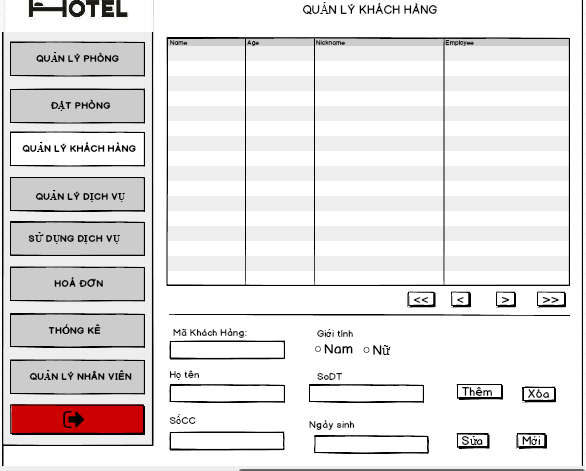 HOTEL
QUẢN LÝ KHÁCH HÀNG
QUẢN LÝ PHÒNG
ĐẶT PHÒNG
QUẢN LÝ KHÁCH HÀNG
QUẢN LÝ DỊCH VỤ
SỬ DỤNG DỊCH VỤ
HOÁ ĐƠN
THỐNG KÊ
QUẢN LÝ NHÂN VIÊN
Name Age Nickname Employee
<< < > >>
Mã Khách Hàng:
Giới tính
Nam Nữ
Họ tên
SoDT
Thêm Xóa
SốCC
Ngày sinh
Sửa Mới